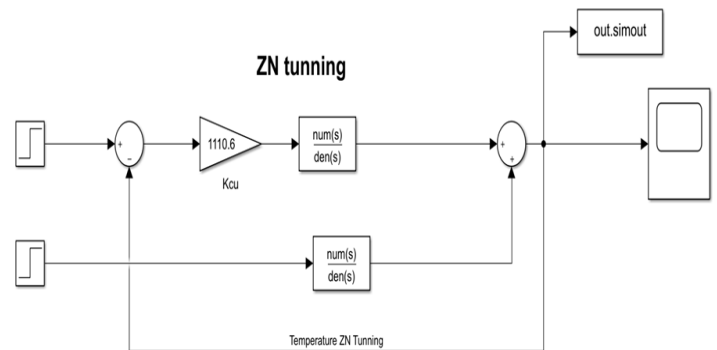 out.simout
ZN tunning
+
−
1110.6
Kcu
num(s)
den(s)
+
+
num(s)
den(s)
Temperature ZN Tunning